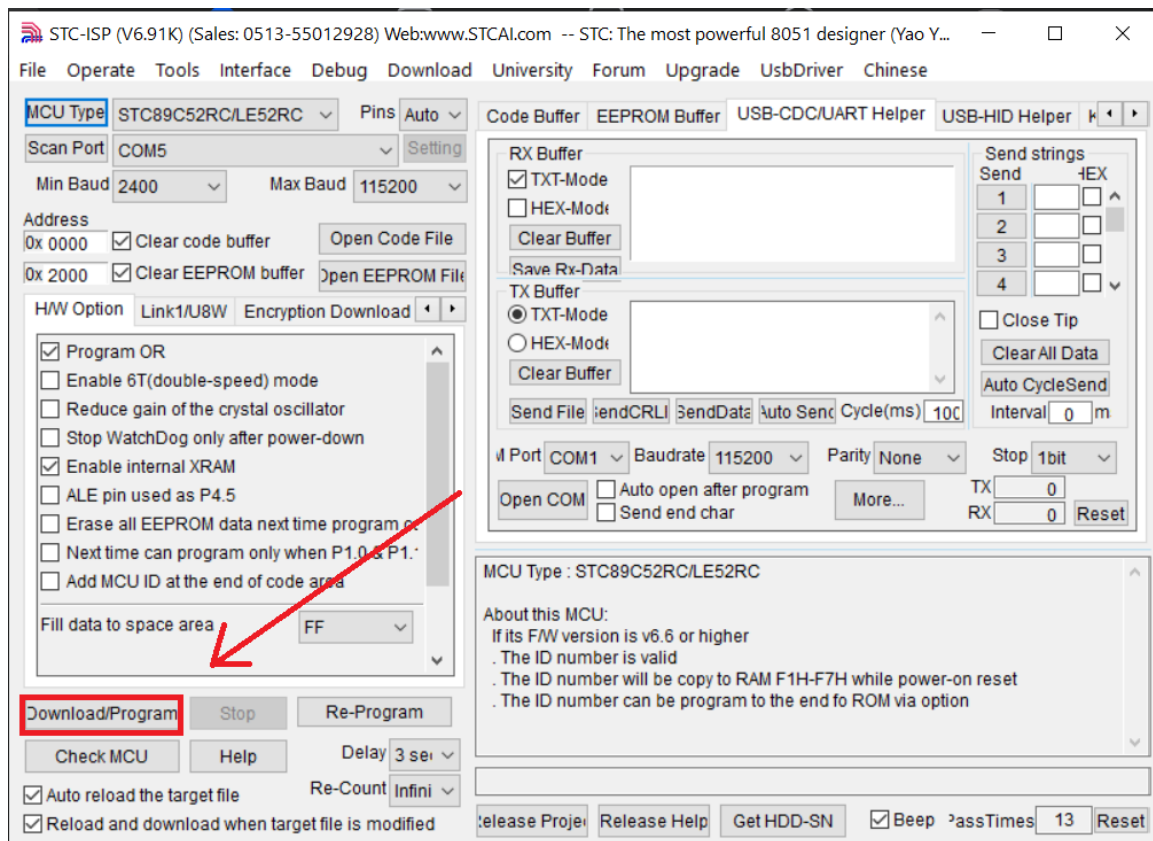 STC-ISP (V6.91K) (Sales: 0513-55012928) Web:www.STCAI.com -- STC: The most powerful 8051 designer (Yao Y...
File Operate Tools Interface Debug Download University Forum Upgrade UsbDriver Chinese
MCU Type STC89C52RC/LE52RC Pins Auto
Scan Port COM5 Setting
Min Baud 2400 Max Baud 115200
Address
0x 0000 Clear code buffer Open Code File
0x 2000 Clear EEPROM buffer Open EEPROM File
H/W Option Link1/U8W Encryption Download
Program OR
Enable 6T(double-speed) mode
Reduce gain of the crystal oscillator
Stop WatchDog only after power-down
Enable internal XRAM
ALE pin used as P4.5
Erase all EEPROM data next time program
Next time can program only when P1.0 & P1.
Add MCU ID at the end of code area
Fill data to space area FF
Download/Program Stop Re-Program
Check MCU Help Delay 3 sec
Auto reload the target file Re-Count Infini
Reload and download when target file is modified
Code Buffer EEPROM Buffer USB-CDC/UART Helper USB-HID Helper
RX Buffer
TXT-Mode
HEX-Mode
Clear Buffer
Save Rx-Data
TX Buffer
TXT-Mode
HEX-Mode
Clear Buffer
Send File SendCRLI SendData Auto Senc Cycle(ms) 100
Send strings
Send HEX
1
2
3
4
Close Tip
Clear All Data
Auto CycleSend
Interval 0 m
M Port COM1 Baudrate 115200 Parity None Stop 1bit
Open COM Auto open after program More... TX 0
Send end char RX 0 Reset
MCU Type : STC89C52RC/LE52RC
About this MCU:
If its F/W version is v6.6 or higher
. The ID number is valid
. The ID number will be copy to RAM F1H-F7H while power-on reset
. The ID number can be program to the end fo ROM via option
Release Projec Release Help Get HDD-SN Beep PassTimes 13 Reset